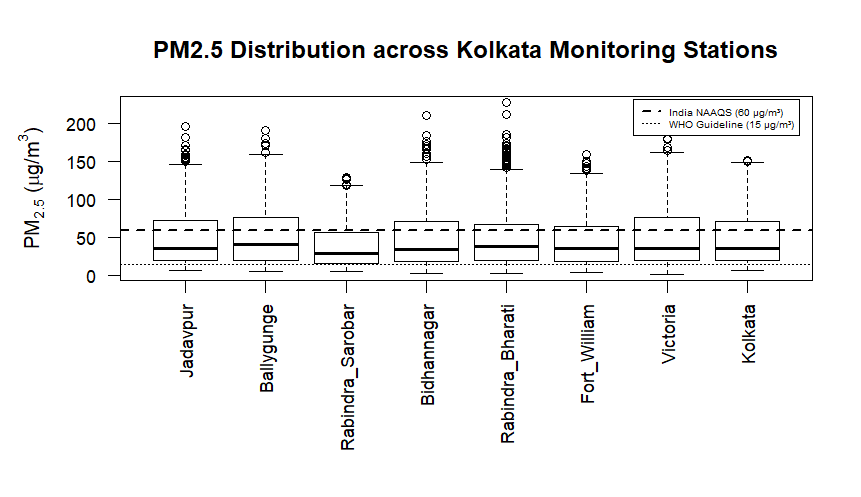 PM2.5 Distribution across Kolkata Monitoring Stations
India NAAQS (60 µg/m³)
WHO Guideline (15 µg/m³)
PM2.5 (μg/m3)
200
150
100
50
0
Jadavpur
Ballygunge
Rabindra_Sarobar
Bidhannagar
Rabindra_Bharati
Fort_William
Victoria
Kolkata